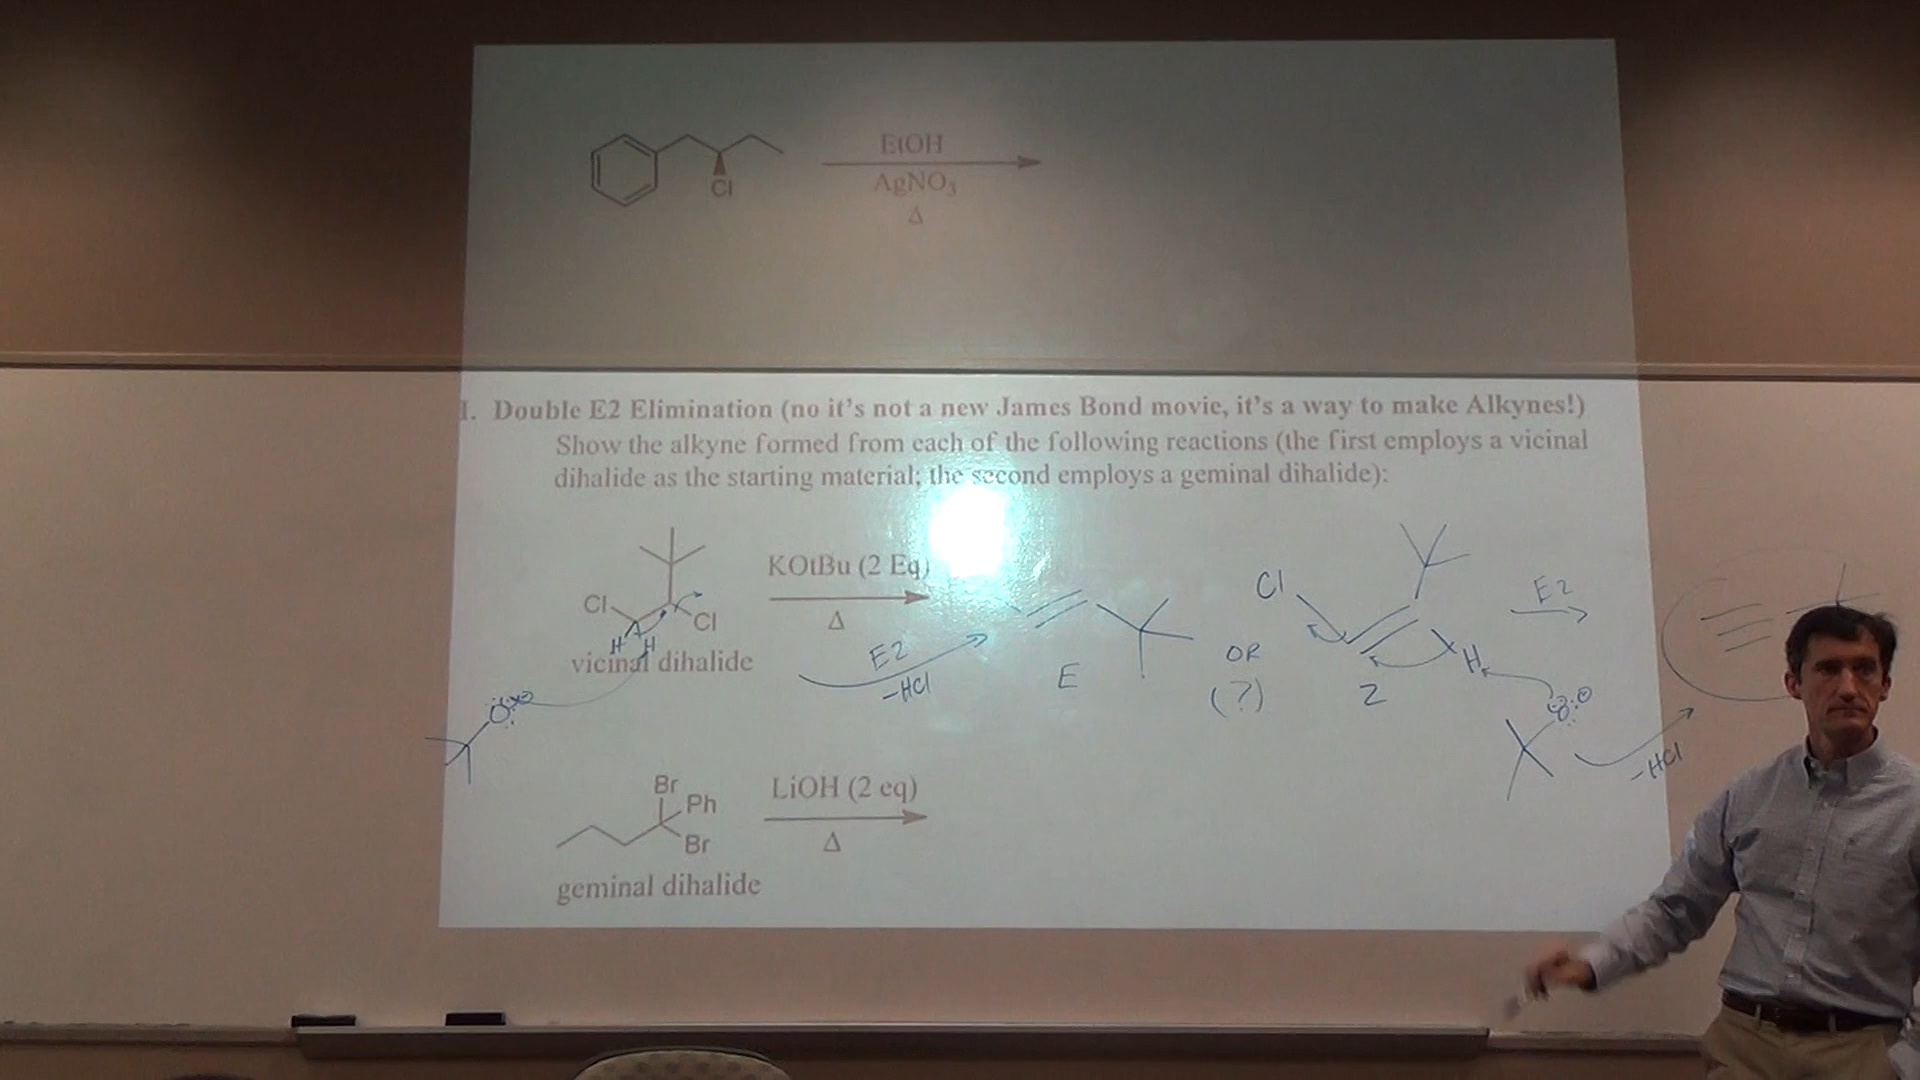 EtOH
Cl
AgNO3
Δ
I. Double E2 Elimination (no it's not a new James Bond movie, it's a way to make Alkynes!)
Show the alkyne formed from each of the following reactions (the first employs a vicinal
dihalide as the starting material; the second employs a geminal dihalide):
Cl
Cl
H H
vicinal dihalide
KOtBu (2 Eq)
Δ
E2
-HCl
E
OR
(?)
Cl
H
Z
E2
-HCl
O
O
Br
Ph
Br
geminal dihalide
LiOH (2 eq)
Δ